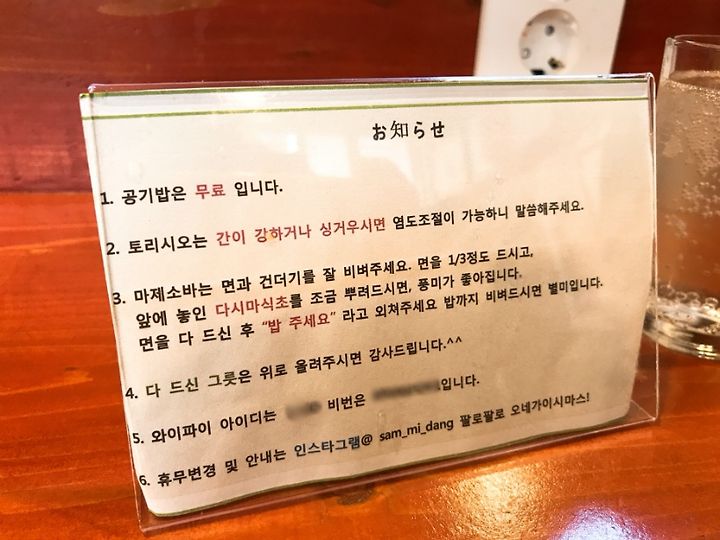 お知らせ
1. 공기밥은 무료 입니다.
2. 토리시오는 간이 강하거나 싱거우시면 염도조절이 가능하니 말씀해주세요.
3. 마제소바는 면과 건더기를 잘 비벼주세요. 면을 1/3정도 드시고,
앞에 놓인 다시마식초를 조금 뿌려드시면, 풍미가 좋아집니다.
면을 다 드신 후 “밥 주세요” 라고 외쳐주세요 밥까지 비벼드시면 별미입니다.
4. 다 드신 그릇은 위로 올려주시면 감사드립니다.^^
5. 와이파이 아이디는 비번은 입니다.
6. 휴무변경 및 안내는 인스타그램@ sam_mi_dang 팔로팔로 오네가이시마스!